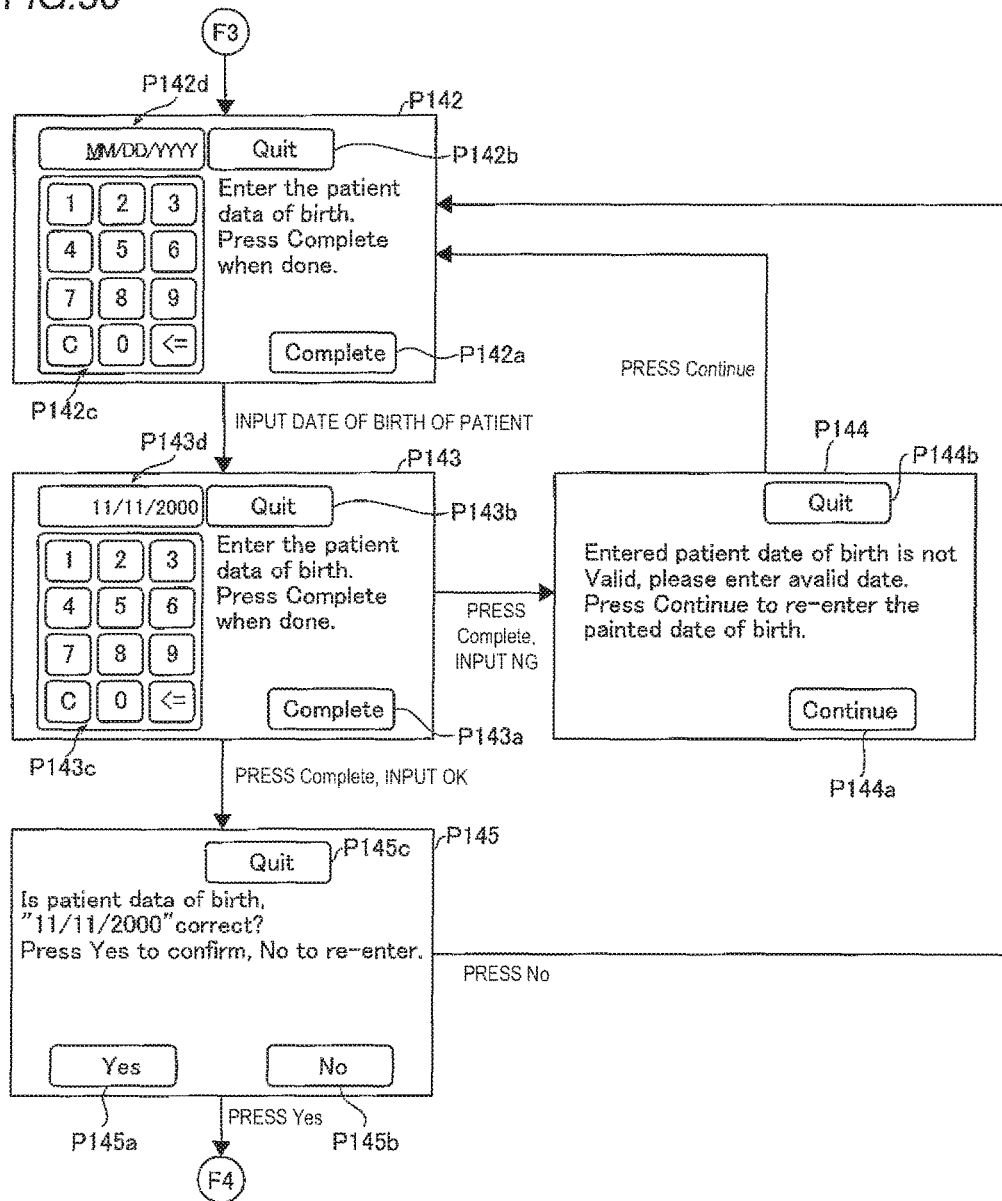 F3
P142d
P142
MM/DD/YYYY
Quit
P142b
1 2 3
4 5 6
7 8 9
C 0 <=
Enter the patient
data of birth.
Press Complete
when done.
Complete
P142a
P142c
INPUT DATE OF BIRTH OF PATIENT
PRESS Continue
P143d
P143
11/11/2000
Quit
P143b
1 2 3
4 5 6
7 8 9
C 0 <=
Enter the patient
data of birth.
Press Complete
when done.
Complete
P143a
P143c
PRESS
Complete,
INPUT NG
P144
P144b
Quit
Entered patient date of birth is not
Valid, please enter avalid date.
Press Continue to re-enter the
painted date of birth.
Continue
P144a
PRESS Complete, INPUT OK
P145
P145c
Quit
Is patient data of birth,
"11/11/2000"correct?
Press Yes to confirm, No to re-enter.
PRESS No
Yes
No
P145a
PRESS Yes
P145b
F4